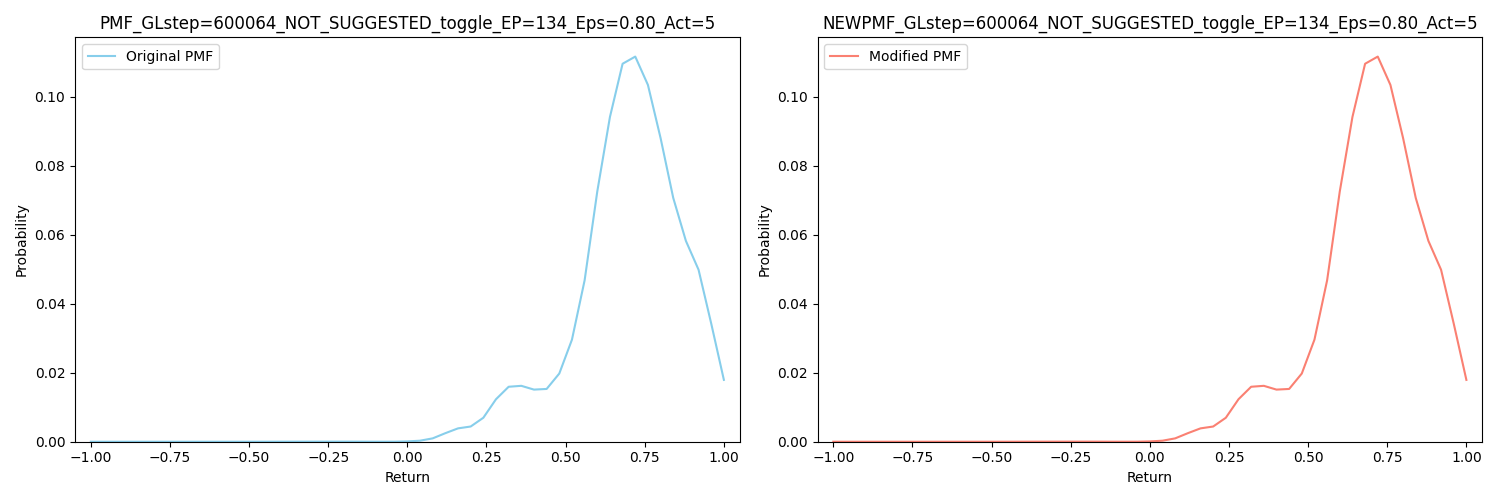 PMF_GLstep=600064_NOT_SUGGESTED_toggle_EP=134_Eps=0.80_Act=5
Original PMF
Probability
0.10
0.08
0.06
0.04
0.02
0.00
−1.00 −0.75 −0.50 −0.25 0.00 0.25 0.50 0.75 1.00
Return
NEWPMF_GLstep=600064_NOT_SUGGESTED_toggle_EP=134_Eps=0.80_Act=5
Modified PMF
Probability
0.10
0.08
0.06
0.04
0.02
0.00
−1.00 −0.75 −0.50 −0.25 0.00 0.25 0.50 0.75 1.00
Return